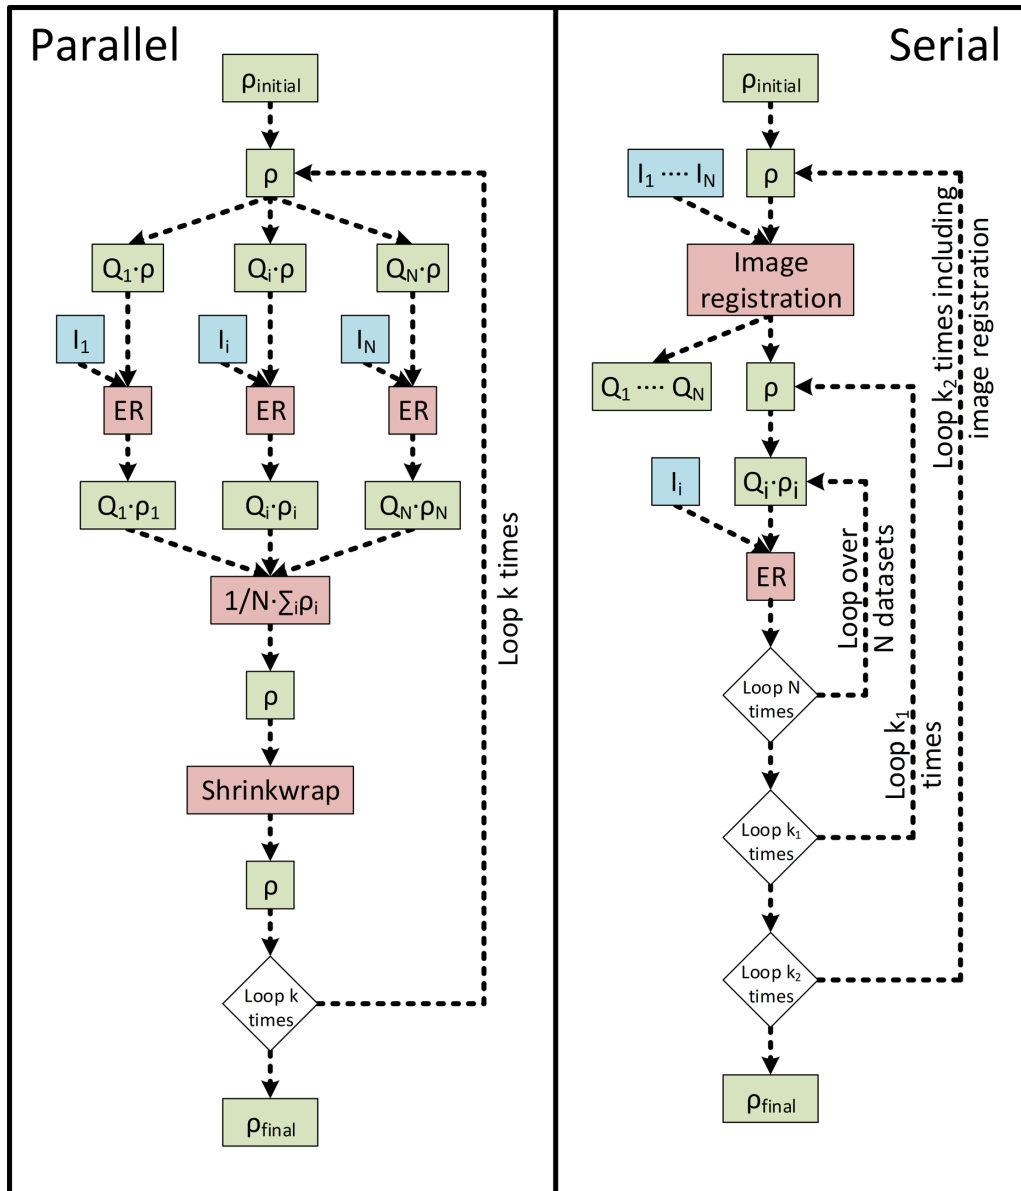 Parallel
ρinitial
ρ
Q1·ρ
Qi·ρ
QN·ρ
I1
Ii
IN
ER
ER
ER
Q1·ρ1
Qi·ρi
QN·ρN
1/N·∑iρi
ρ
Shrinkwrap
ρ
Loop k
times
ρfinal
Loop k times
Serial
ρinitial
I1 ···· IN
ρ
Image
registration
Q1 ···· QN
ρ
Ii
Qi·ρi
ER
Loop N
times
Loop k1
times
Loop k2
times
ρfinal
Loop over
N datasets
Loop k1
times
Loop k2 times including
image registration